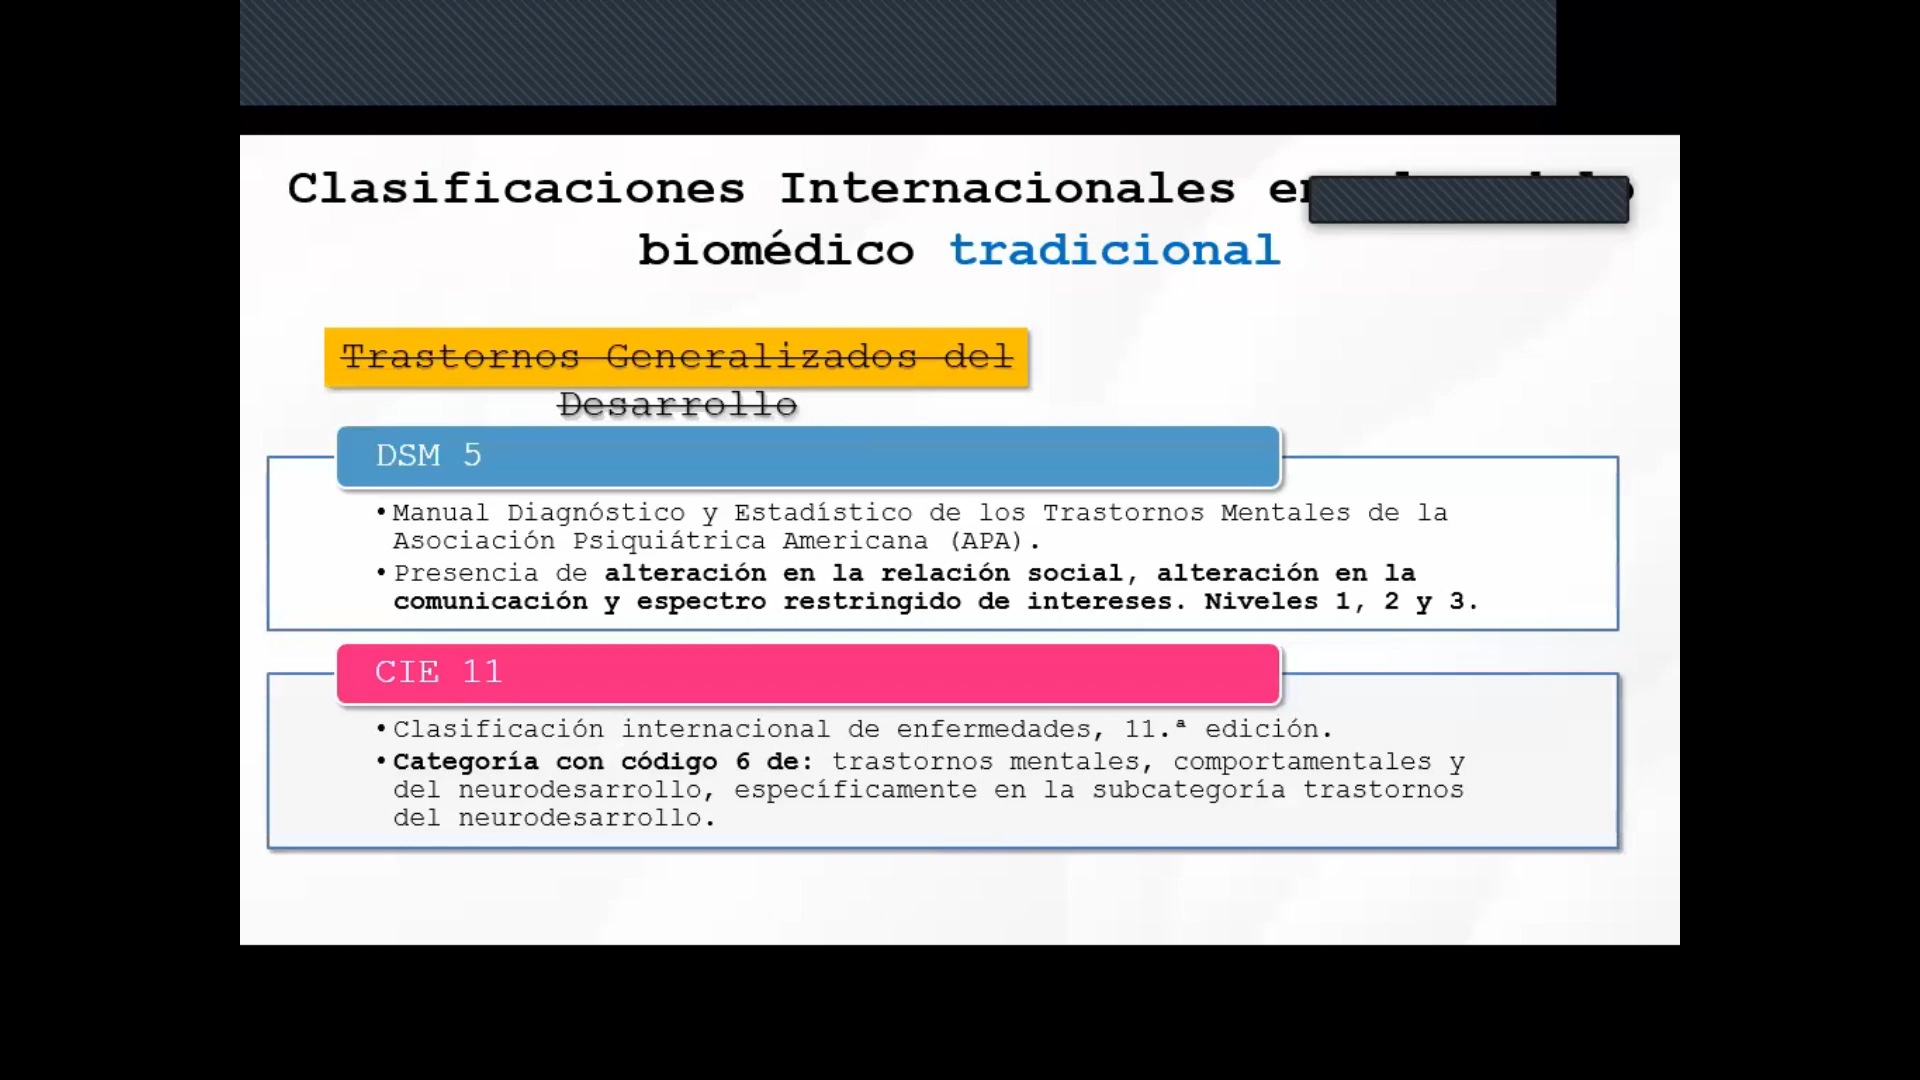 Clasificaciones Internacionales en
biomédico tradicional
Trastornos Generalizados del
Desarrollo
DSM 5
•Manual Diagnóstico y Estadístico de los Trastornos Mentales de la
Asociación Psiquiátrica Americana (APA).
•Presencia de alteración en la relación social, alteración en la
comunicación y espectro restringido de intereses. Niveles 1, 2 y 3.
CIE 11
•Clasificación internacional de enfermedades, 11.ª edición.
•Categoría con código 6 de: trastornos mentales, comportamentales y
del neurodesarrollo, específicamente en la subcategoría trastornos
del neurodesarrollo.